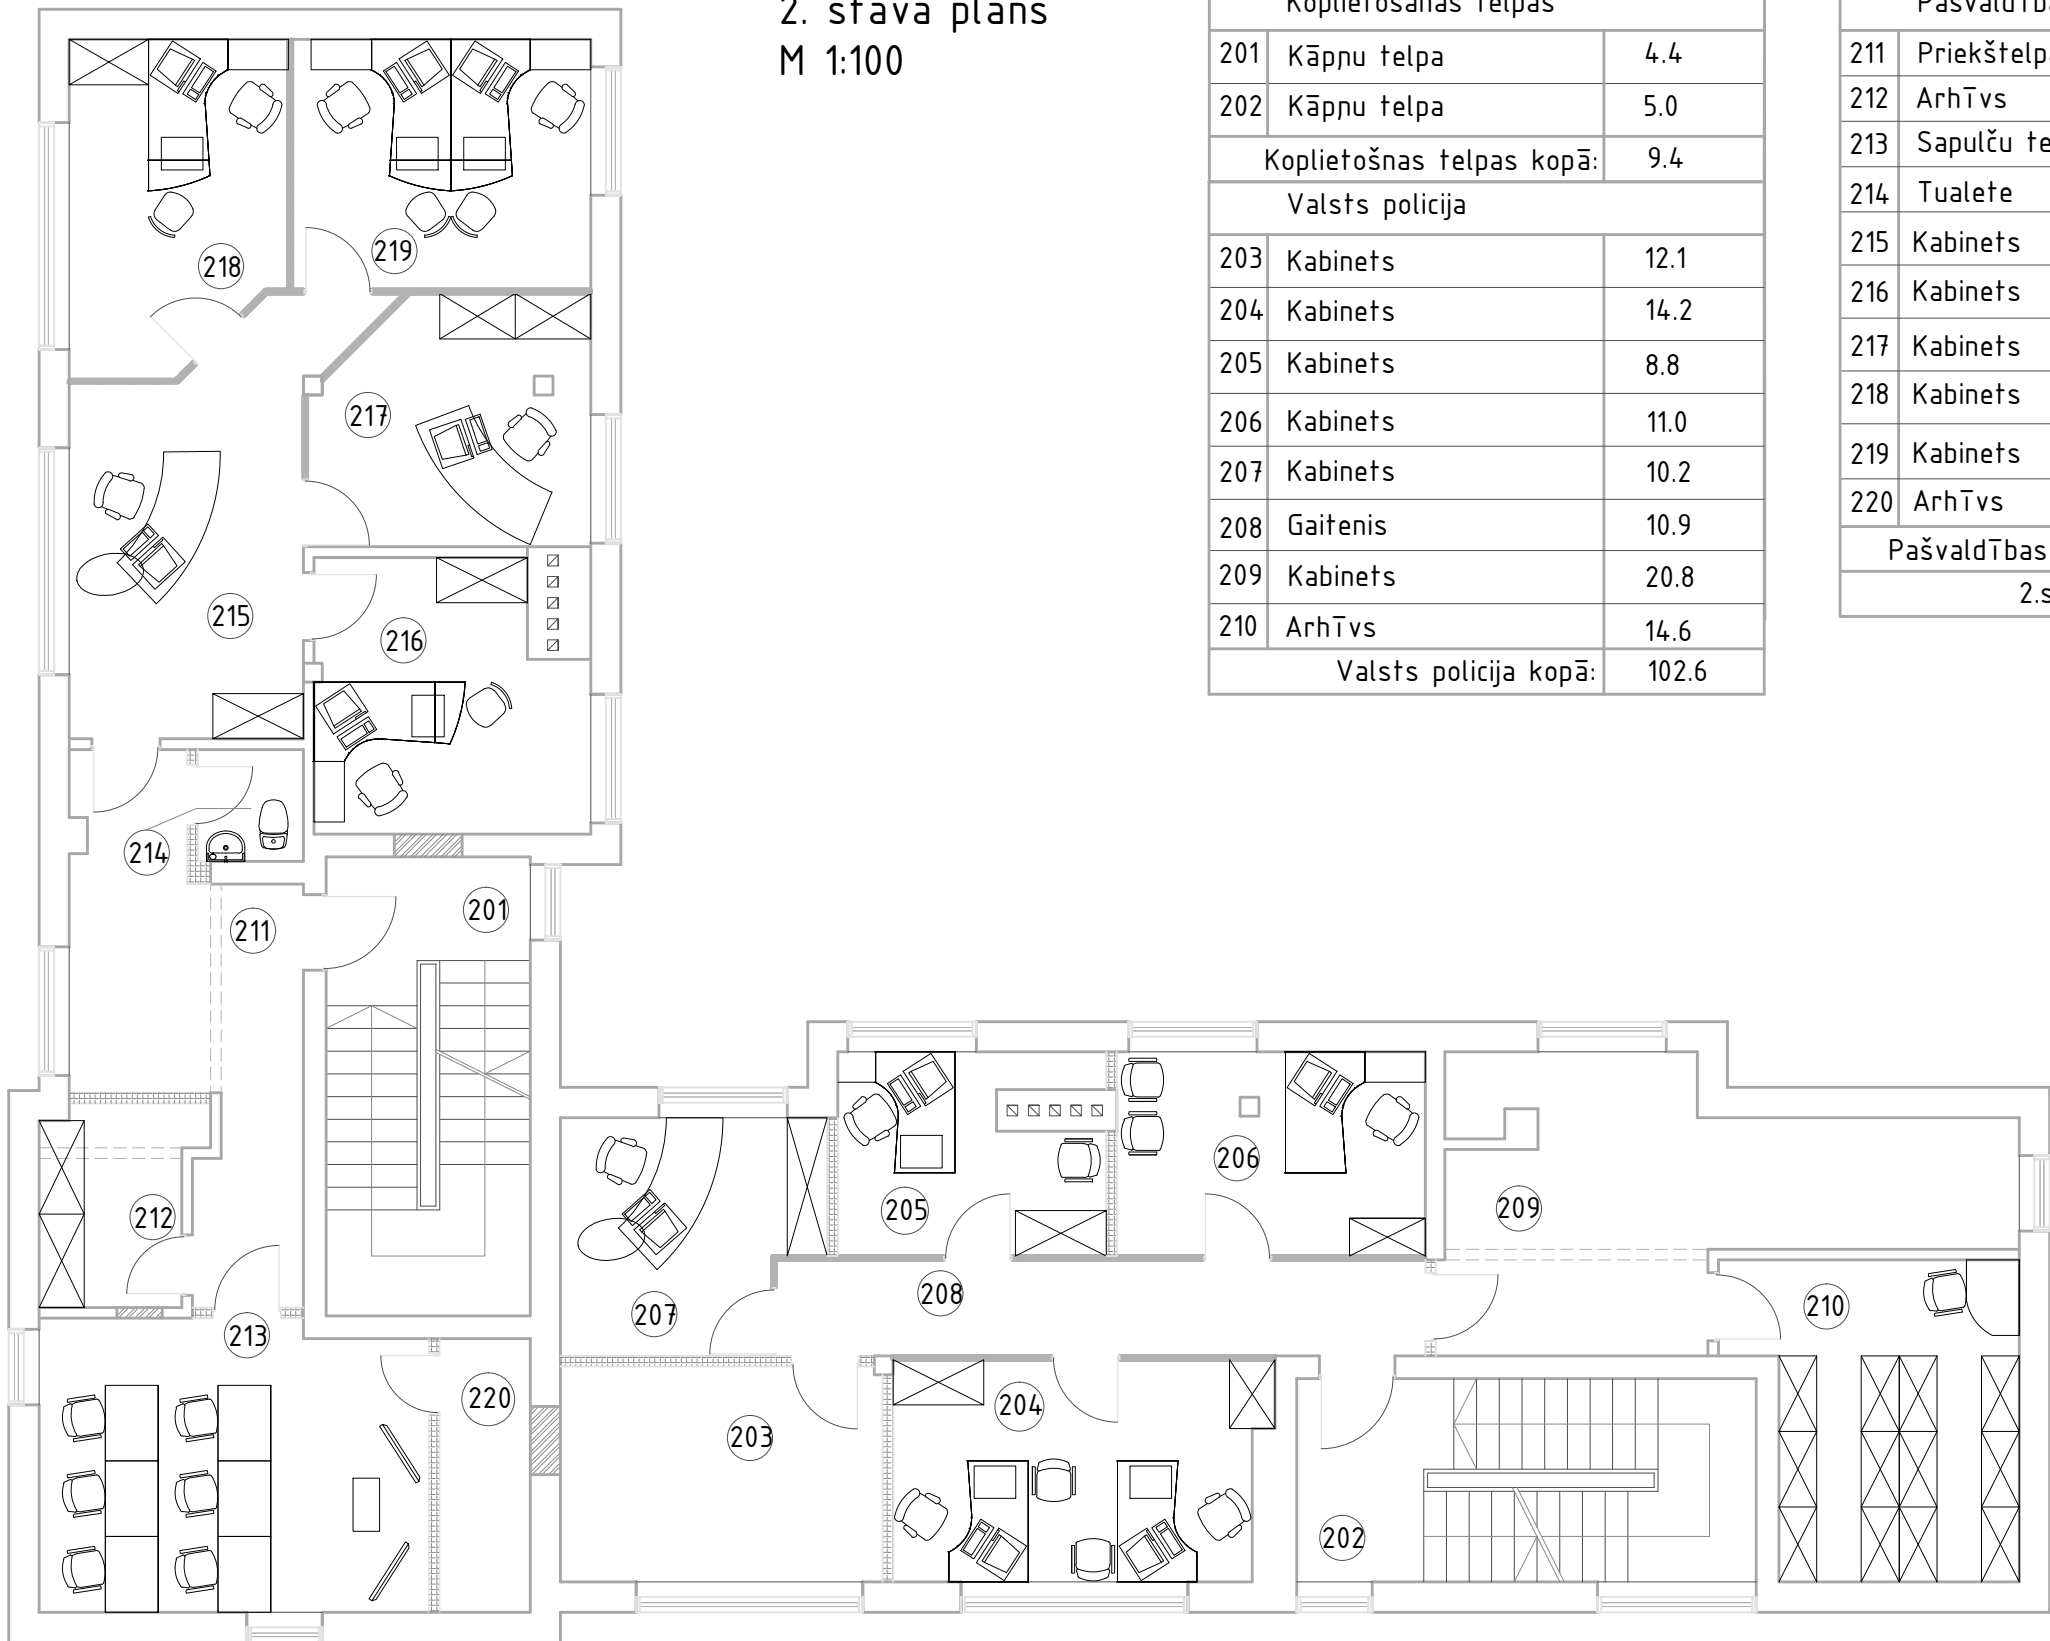 2. stāva plāns
M 1:100
Koplietošanas telpas
201 Kāpņu telpa 4.4
202 Kāpņu telpa 5.0
Koplietošnas telpas kopā: 9.4
Valsts policija
203 Kabinets 12.1
204 Kabinets 14.2
205 Kabinets 8.8
206 Kabinets 11.0
207 Kabinets 10.2
208 Gaitenis 10.9
209 Kabinets 20.8
210 Arhīvs 14.6
Valsts policija kopā: 102.6
211 Priekštelp
212 Arhīvs
213 Sapulču te
214 Tualete
215 Kabinets
216 Kabinets
217 Kabinets
218 Kabinets
219 Kabinets
220 Arhīvs
Pašvaldības
2.s
218
219
217
215
216
214
211
201
212
213
220
207
205
206
208
209
210
203
204
202